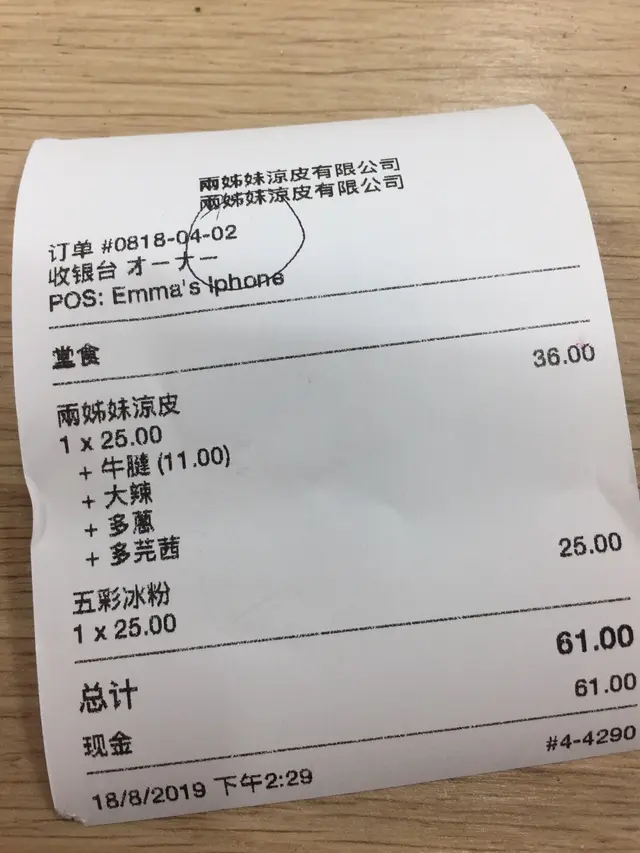 兩姊妹涼皮有限公司
兩姊妹涼皮有限公司
订单 #0818-04-02
收银台 オーナー
POS: Emma's Iphone
堂食
兩姊妹涼皮 36.00
1 x 25.00
+ 牛腱 (11.00)
+ 大辣
+ 多蔥
+ 多芫茜
五彩冰粉 25.00
1 x 25.00
总计 61.00
现金 61.00
18/8/2019 下午2:29 #4-4290